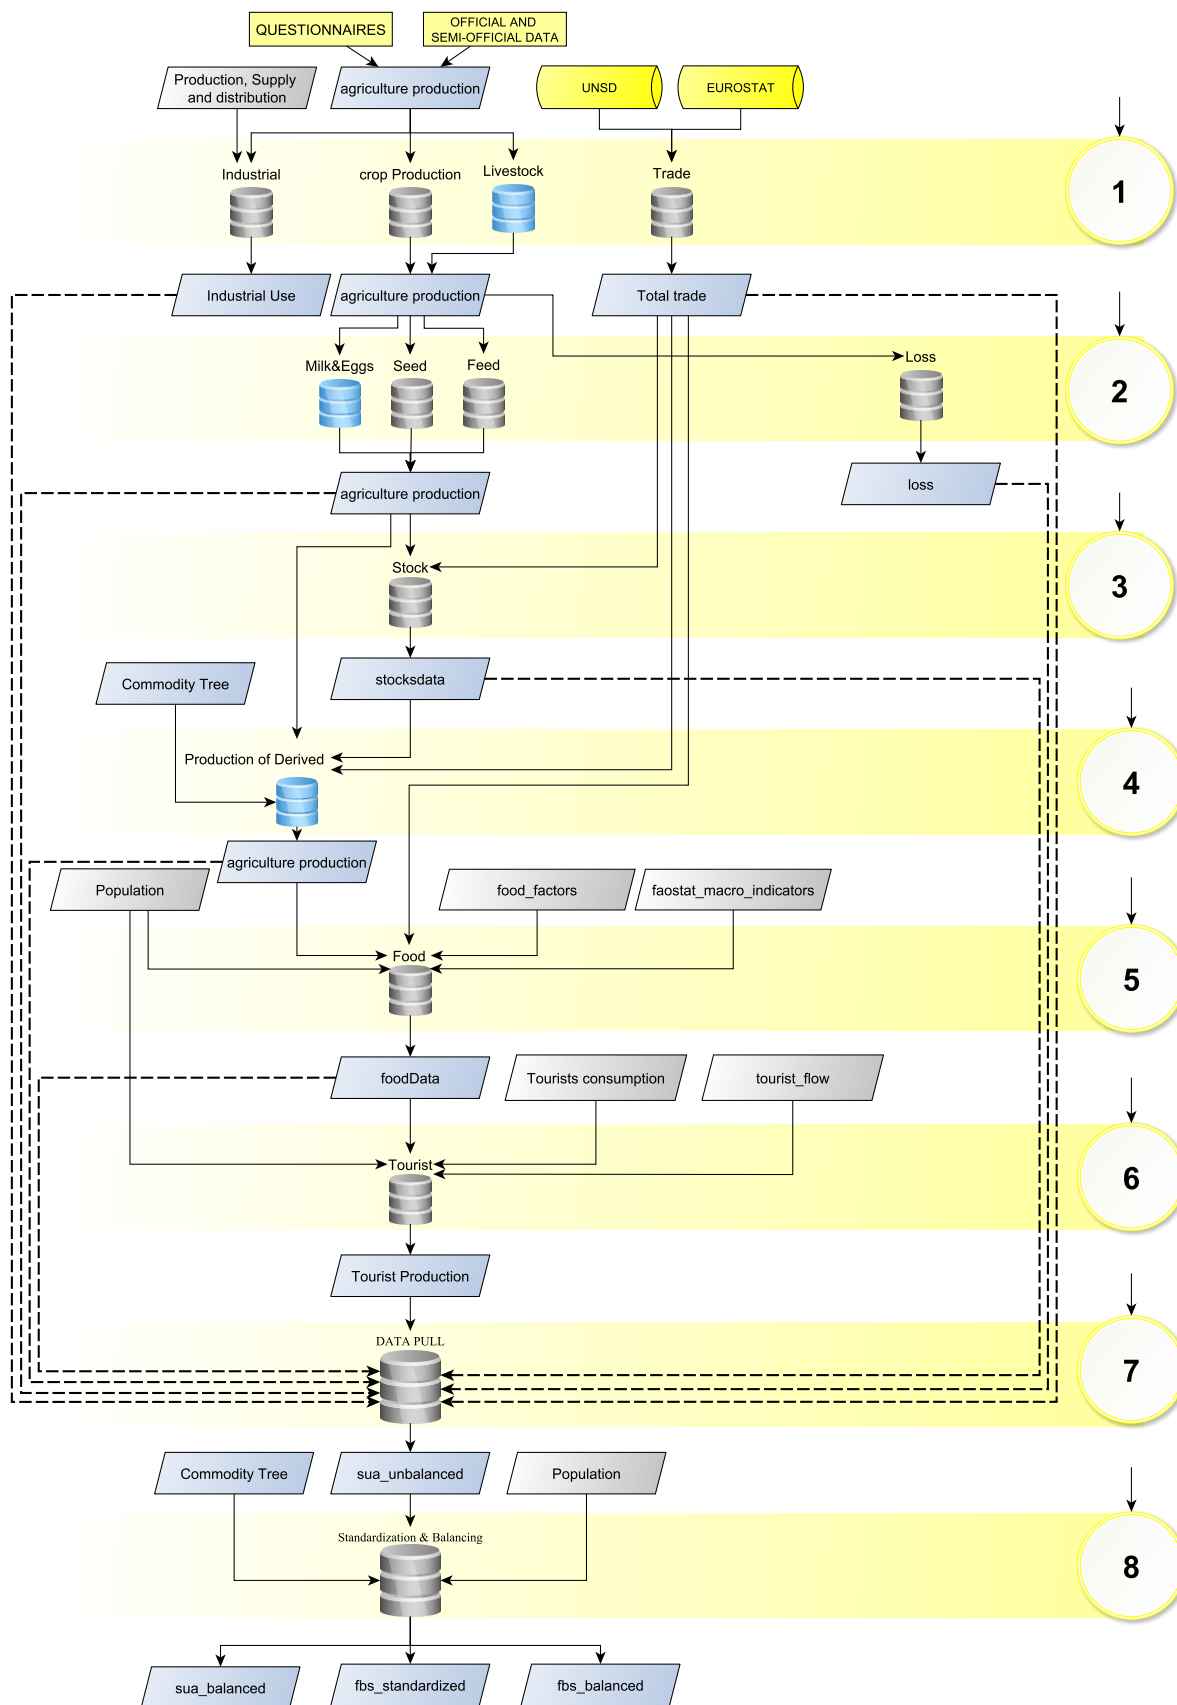 QUESTIONNAIRES
OFFICIAL AND
SEMI-OFFICIAL DATA
Production, Supply
and distribution
agriculture production
UNSD
EUROSTAT
Industrial
crop Production
Livestock
Trade
1
Industrial Use
agriculture production
Total trade
Milk&Eggs
Seed
Feed
Loss
2
agriculture production
loss
Stock
3
Commodity Tree
stocksdata
Production of Derived
4
agriculture production
Population
food_factors
faostat_macro_indicators
Food
5
foodData
Tourists consumption
tourist_flow
Tourist
6
Tourist Production
DATA PULL
7
Commodity Tree
sua_unbalanced
Population
Standardization & Balancing
8
sua_balanced
fbs_standardized
fbs_balanced